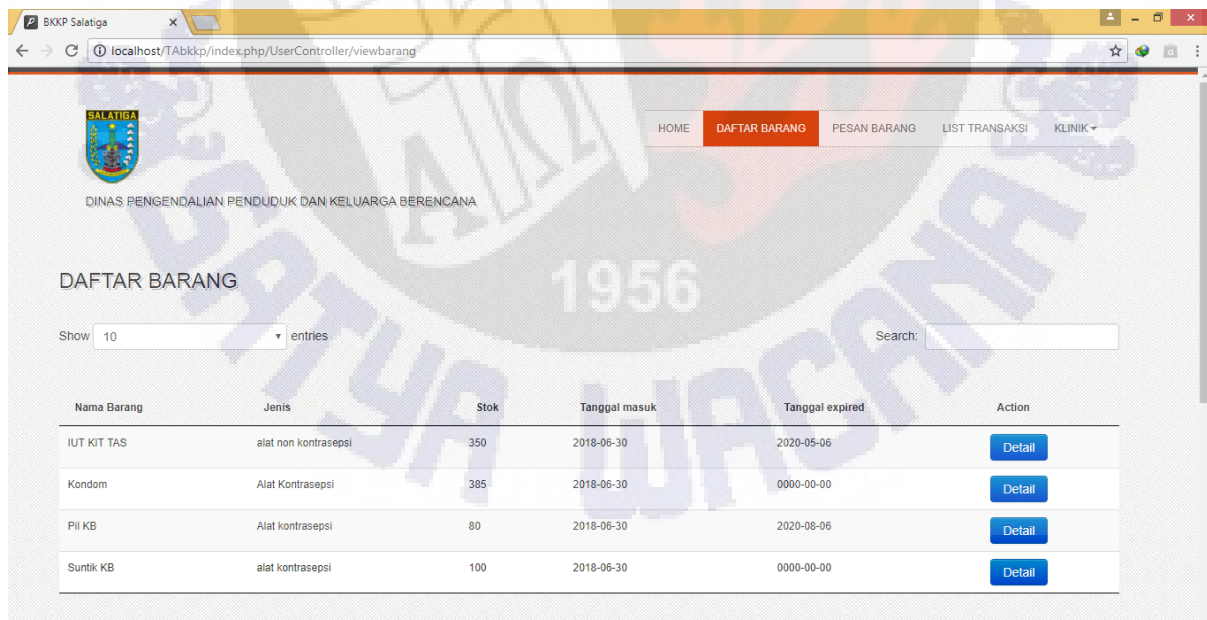 BKKP Salatiga
localhost/TAbkkp/index.php/UserController/viewbarang
SALATIGA
HOME DAFTAR BARANG PESAN BARANG LIST TRANSAKSI KLINIK
DINAS PENGENDALIAN PENDUDUK DAN KELUARGA BERENCANA
DAFTAR BARANG
1956
Show 10 entries Search:
Nama Barang Jenis Stok Tanggal masuk Tanggal expired Action
IUT KIT TAS alat non kontrasepsi 350 2018-06-30 2020-05-06 Detail
Kondom Alat Kontrasepsi 385 2018-06-30 0000-00-00 Detail
Pil KB Alat kontrasepsi 80 2018-06-30 2020-08-06 Detail
Suntik KB alat kontrasepsi 100 2018-06-30 0000-00-00 Detail
SATYA WACANA